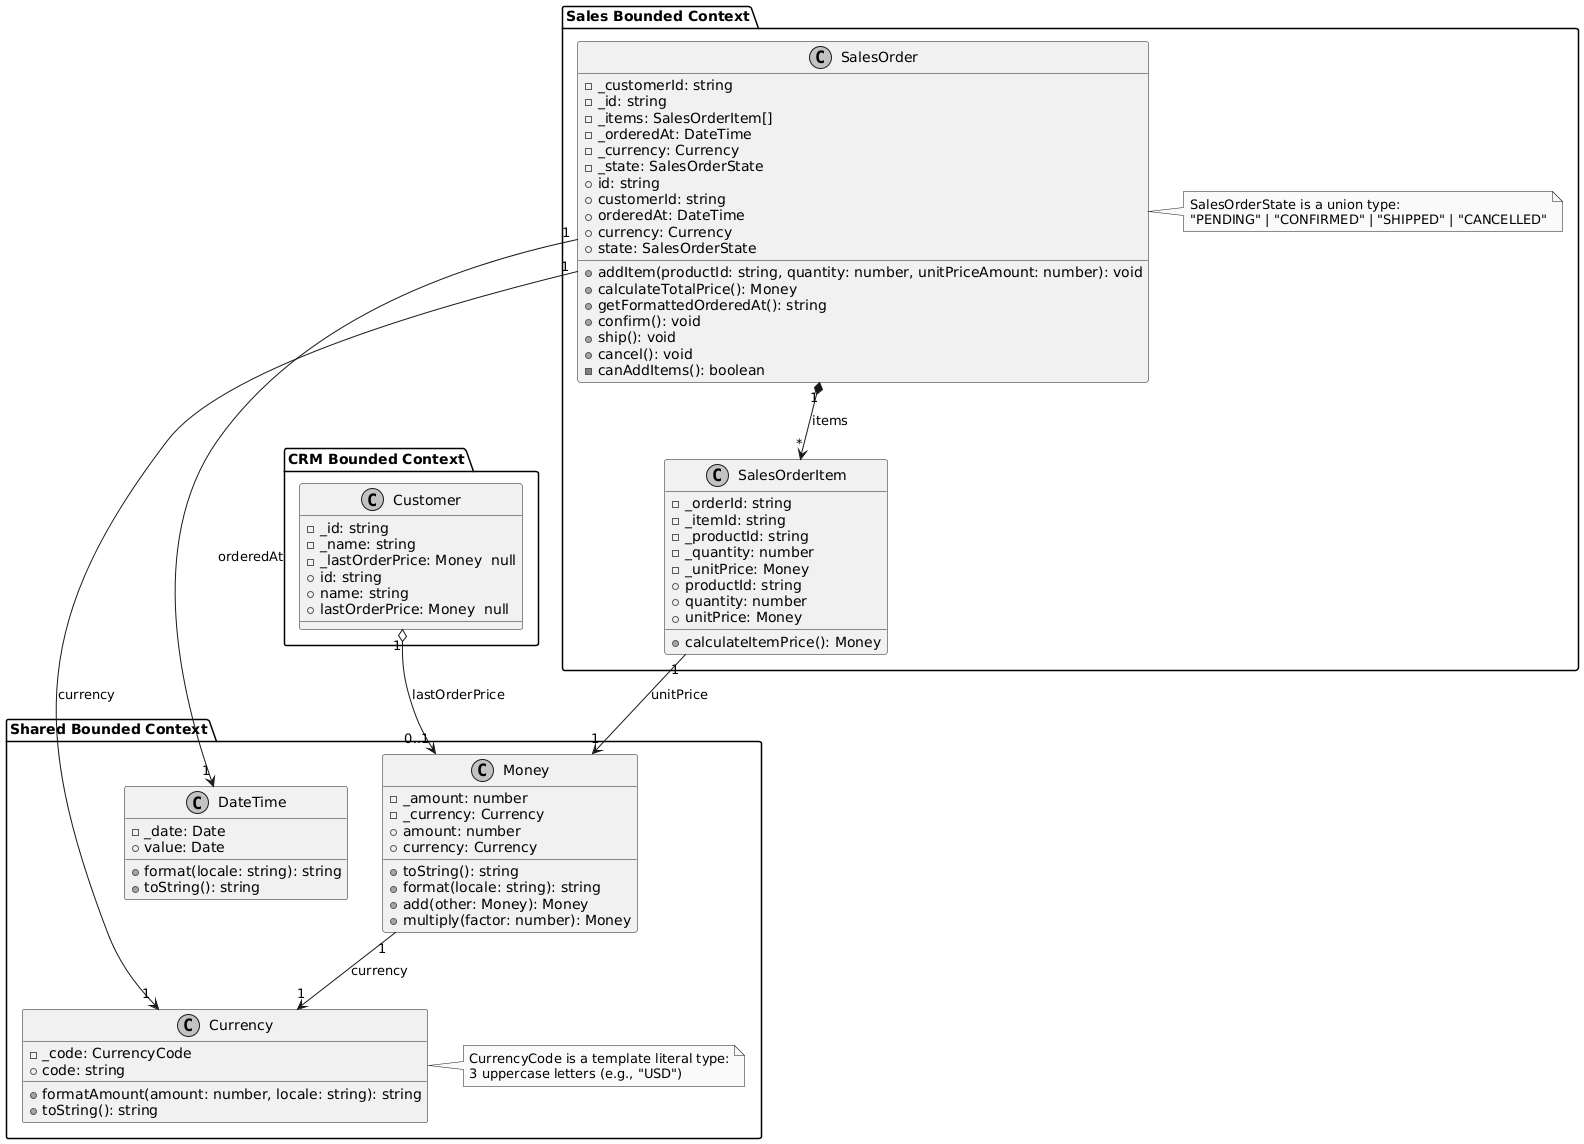 Sales Bounded Context
C SalesOrder
_customerId: string
_id: string
_items: SalesOrderItem[]
_orderedAt: DateTime
_currency: Currency
_state: SalesOrderState
id: string
customerId: string
orderedAt: DateTime
currency: Currency
state: SalesOrderState
addItem(productId: string, quantity: number, unitPriceAmount: number): void
calculateTotalPrice(): Money
getFormattedOrderedAt(): string
confirm(): void
ship(): void
cancel(): void
canAddItems(): boolean
SalesOrderState is a union type:
"PENDING" | "CONFIRMED" | "SHIPPED" | "CANCELLED"
1
1
1
items
*
CRM Bounded Context
C Customer
_id: string
_name: string
_lastOrderPrice: Money  null
id: string
name: string
lastOrderPrice: Money  null
C SalesOrderItem
_orderId: string
_itemId: string
_productId: string
_quantity: number
_unitPrice: Money
productId: string
quantity: number
unitPrice: Money
calculateItemPrice(): Money
orderedAt
1
1
currency
lastOrderPrice
unitPrice
Shared Bounded Context
0..1
1
1
C DateTime
_date: Date
value: Date
format(locale: string): string
toString(): string
C Money
_amount: number
_currency: Currency
amount: number
currency: Currency
toString(): string
format(locale: string): string
add(other: Money): Money
multiply(factor: number): Money
1
currency
1
1
C Currency
_code: CurrencyCode
code: string
formatAmount(amount: number, locale: string): string
toString(): string
CurrencyCode is a template literal type:
3 uppercase letters (e.g., "USD")